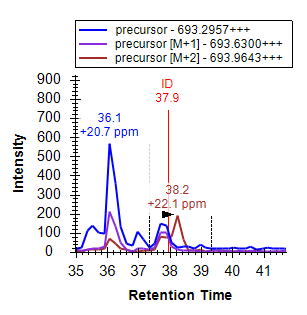 precursor - 693.2957+++
precursor [M+1] - 693.6300+++
precursor [M+2] - 693.9643+++
900
800
700
600
500
400
300
200
100
0
Intensity
ID
37.9
36.1
+20.7 ppm
38.2
+22.1 ppm
35 36 37 38 39 40 41
Retention Time